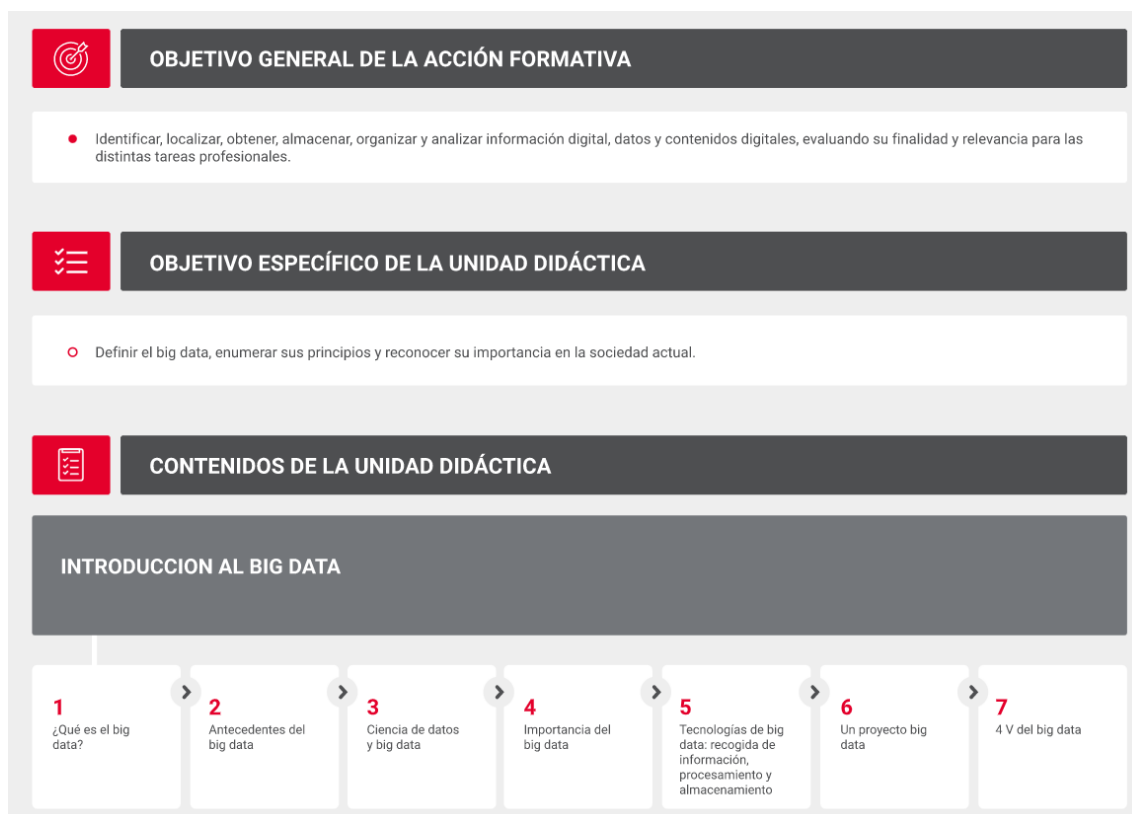 OBJETIVO GENERAL DE LA ACCIÓN FORMATIVA
Identificar, localizar, obtener, almacenar, organizar y analizar información digital, datos y contenidos digitales, evaluando su finalidad y relevancia para las
distintas tareas profesionales.
OBJETIVO ESPECÍFICO DE LA UNIDAD DIDÁCTICA
Definir el big data, enumerar sus principios y reconocer su importancia en la sociedad actual.
CONTENIDOS DE LA UNIDAD DIDÁCTICA
INTRODUCCION AL BIG DATA
1
¿Qué es el big
data?
2
Antecedentes del
big data
3
Ciencia de datos
y big data
4
Importancia del
big data
5
Tecnologías de big
data: recogida de
información,
procesamiento y
almacenamiento
6
Un proyecto big
data
7
4 V del big data